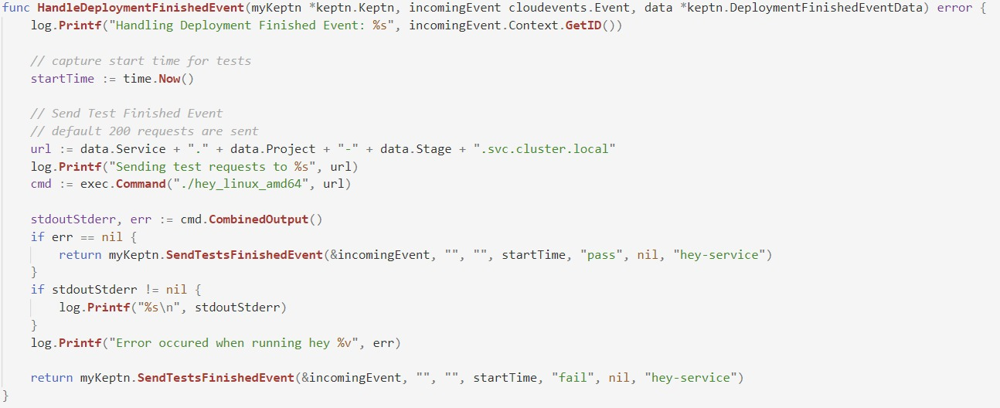 func HandleDeploymentFinishedEvent(myKeptn *keptn.Keptn, incomingEvent cloudevents.Event, data *keptn.DeploymentFinishedEventData) error {
    log.Printf("Handling Deployment Finished Event: %s", incomingEvent.Context.GetID())

    // capture start time for tests
    startTime := time.Now()

    // Send Test Finished Event
    // default 200 requests are sent
    url := data.Service + "." + data.Project + "-" + data.Stage + ".svc.cluster.local"
    log.Printf("Sending test requests to %s", url)
    cmd := exec.Command("./hey_linux_amd64", url)

    stdoutStderr, err := cmd.CombinedOutput()
    if err == nil {
        return myKeptn.SendTestsFinishedEvent(&incomingEvent, "", "", startTime, "pass", nil, "hey-service")
    }
    if stdoutStderr != nil {
        log.Printf("%s\n", stdoutStderr)
    }
    log.Printf("Error occured when running hey %v", err)

    return myKeptn.SendTestsFinishedEvent(&incomingEvent, "", "", startTime, "fail", nil, "hey-service")
}